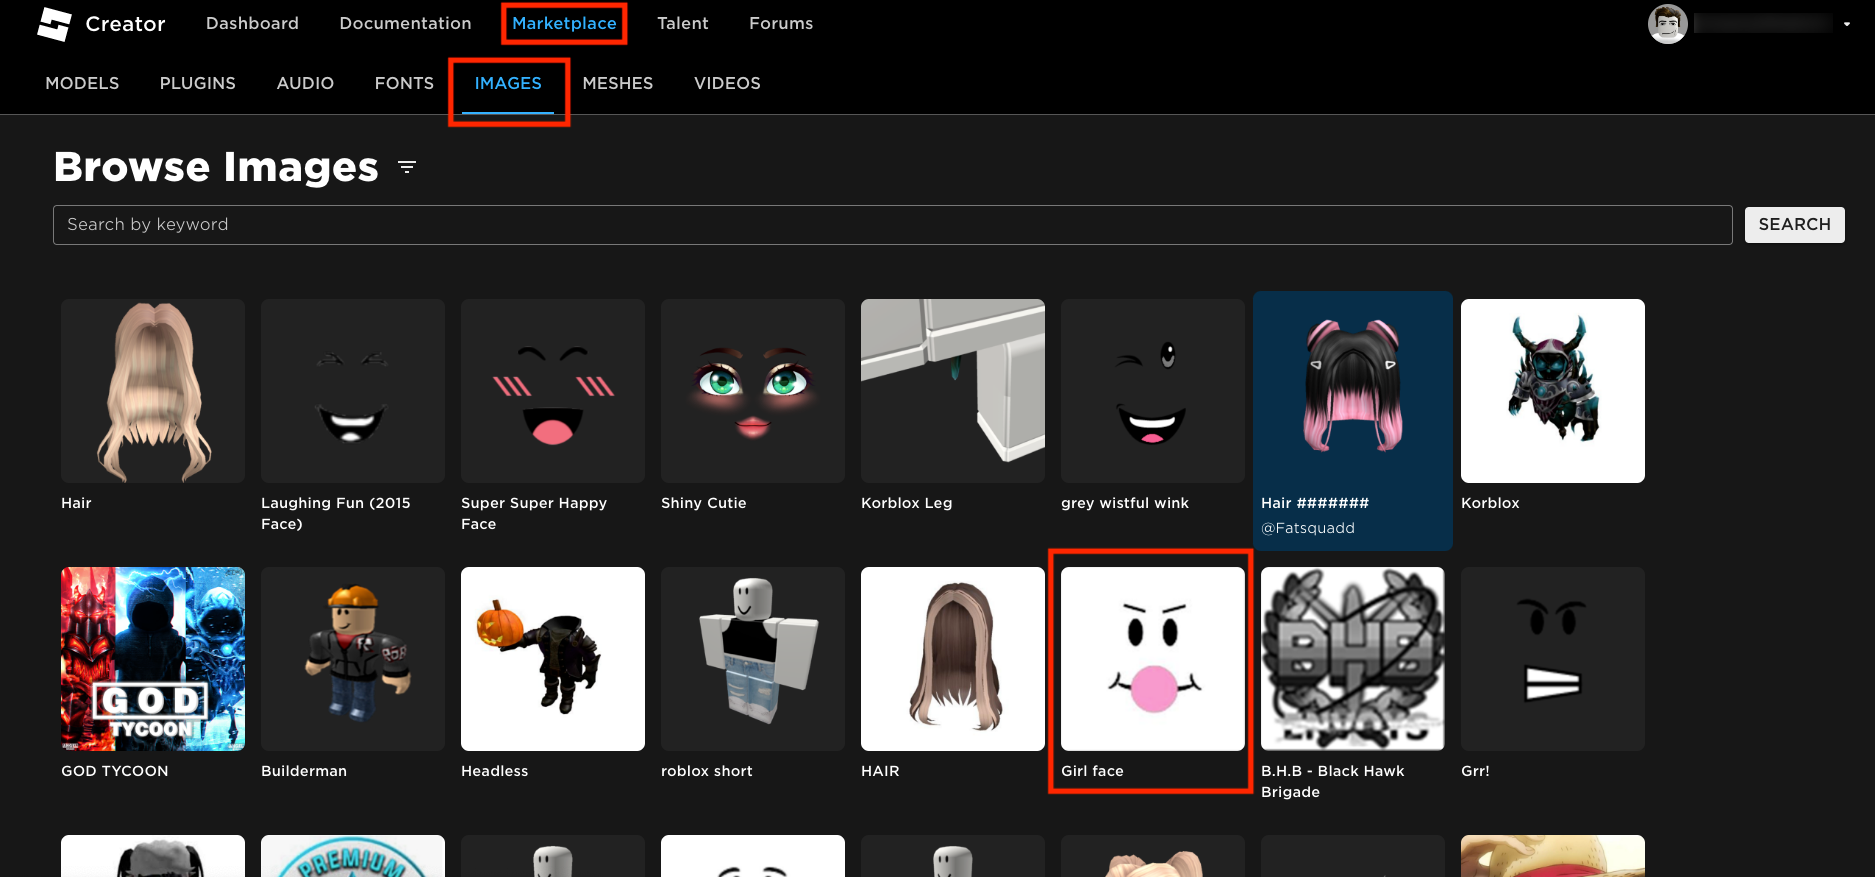 Creator Dashboard Documentation Marketplace Talent Forums
MODELS PLUGINS AUDIO FONTS IMAGES MESHES VIDEOS
Browse Images
Search by keyword SEARCH
Hair
Laughing Fun (2015
Face)
Super Super Happy
Face
Shiny Cutie
Korblox Leg
grey wistful wink
Hair #######
@Fatsquadd
Korblox
GOD
TYCOON
GOD TYCOON
Builderman
Headless
roblox short
HAIR
Girl face
BHB
B.H.B - Black Hawk
Brigade
Grr!
PREMIUM